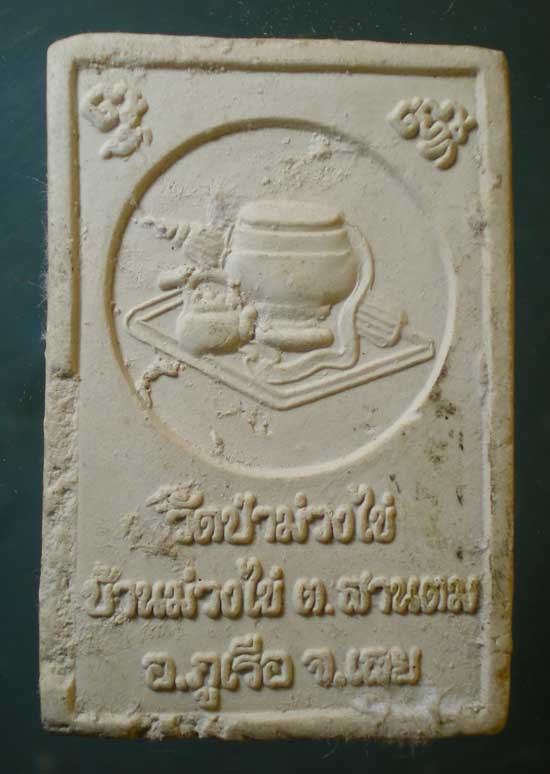 วัดป่าม่วงไข่
บ้านม่วงไข่ ต. สานตม
อ.ภูเรือ จ.เลย